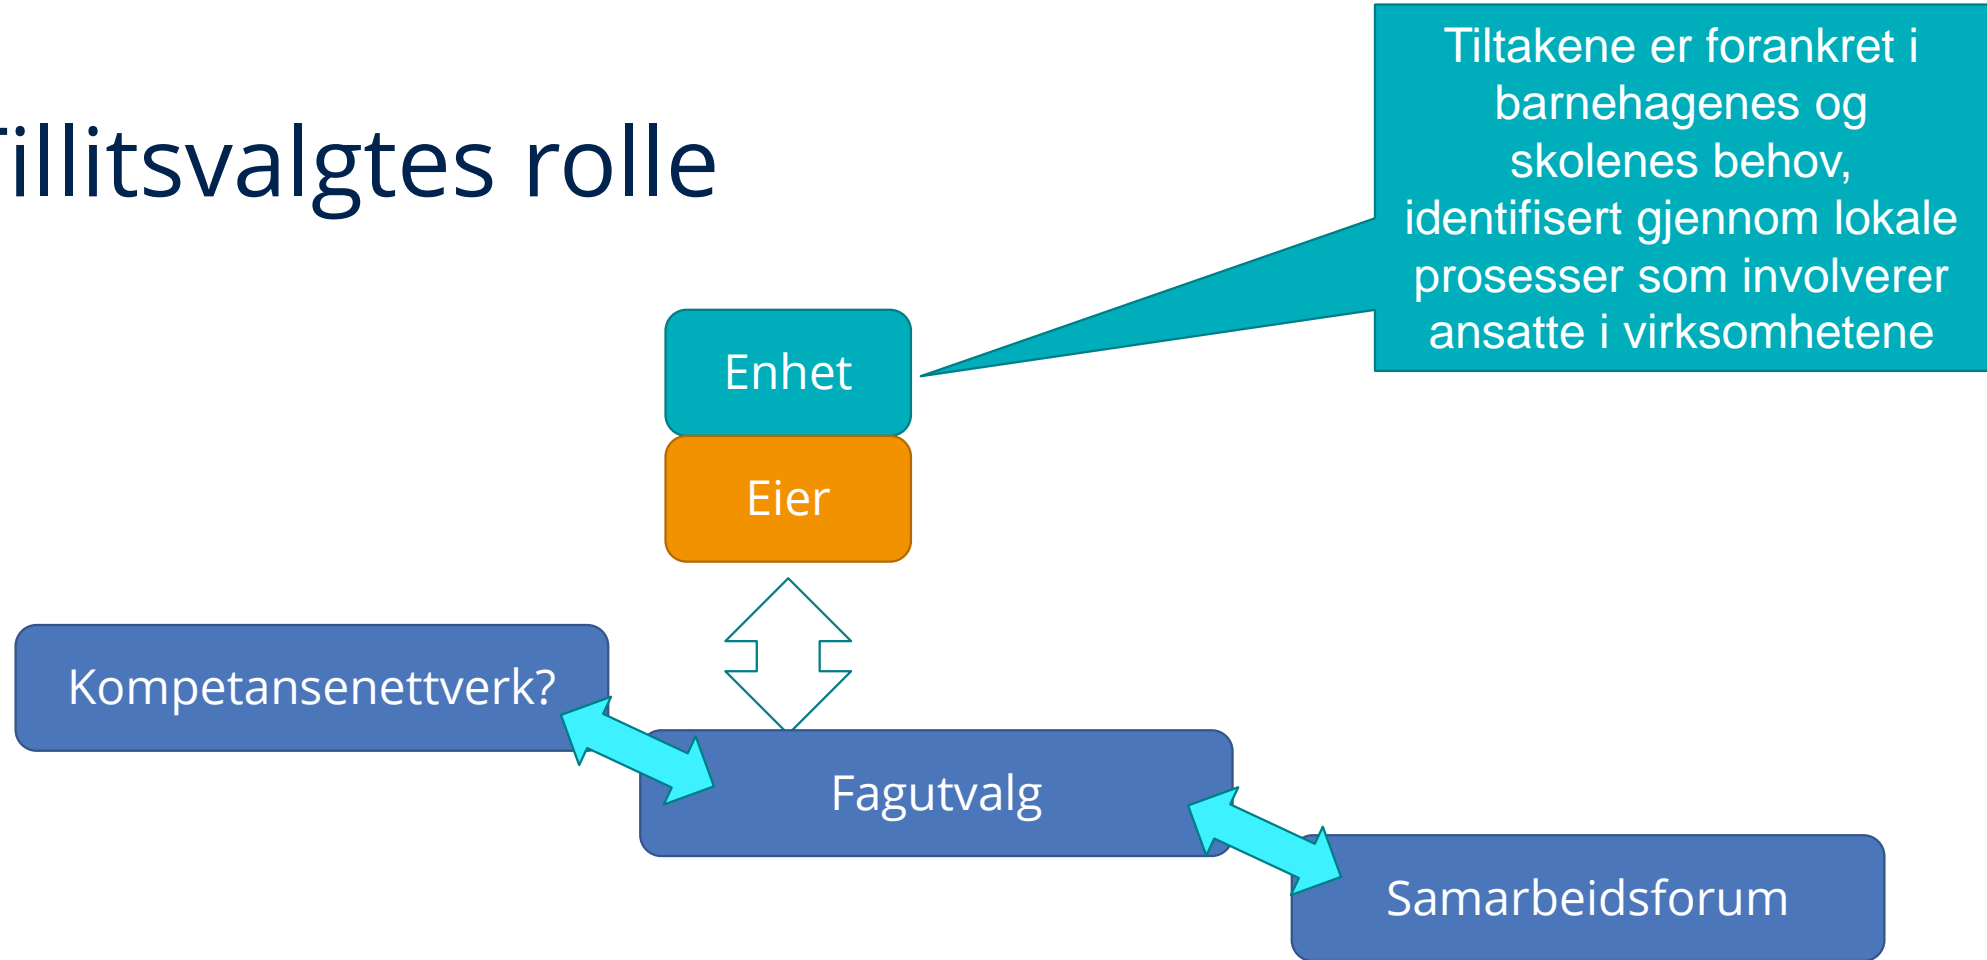 Tillitsvalgtes rolle
Tiltakene er forankret i
barnehagenes og
skolenes behov,
identifisert gjennom lokale
prosesser som involverer
ansatte i virksomhetene
Enhet
Eier
Kompetansenettverk?
Fagutvalg
Samarbeidsforum